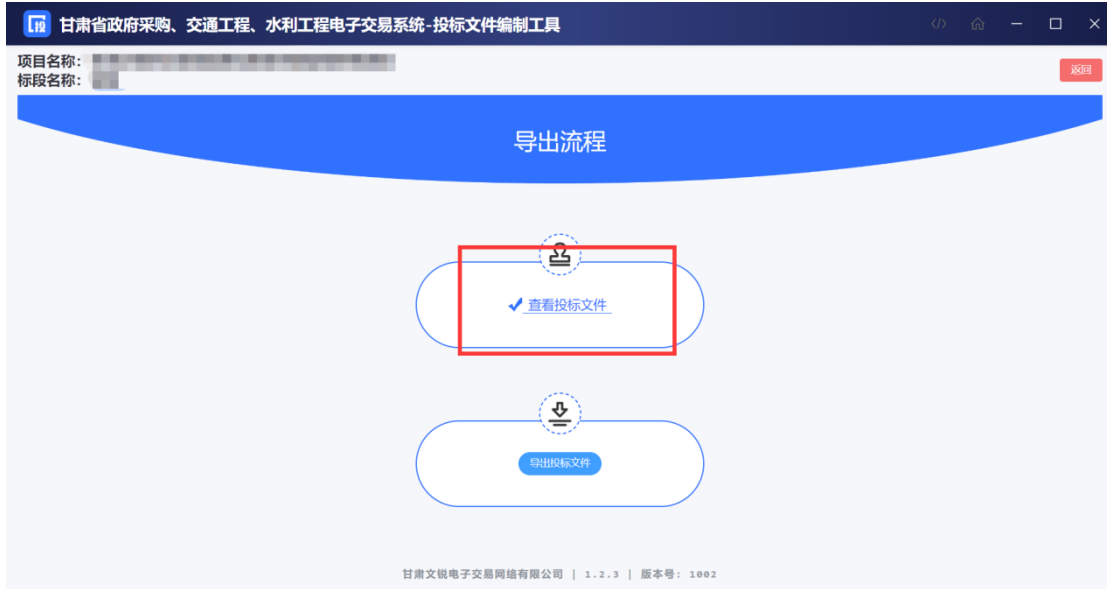 投 甘肃省政府采购、交通工程、水利工程电子交易系统-投标文件编制工具
项目名称:
标段名称:
返回
导出流程
查看投标文件
导出投标文件
甘肃文锐电子交易网络有限公司 | 1.2.3 | 版本号: 1002